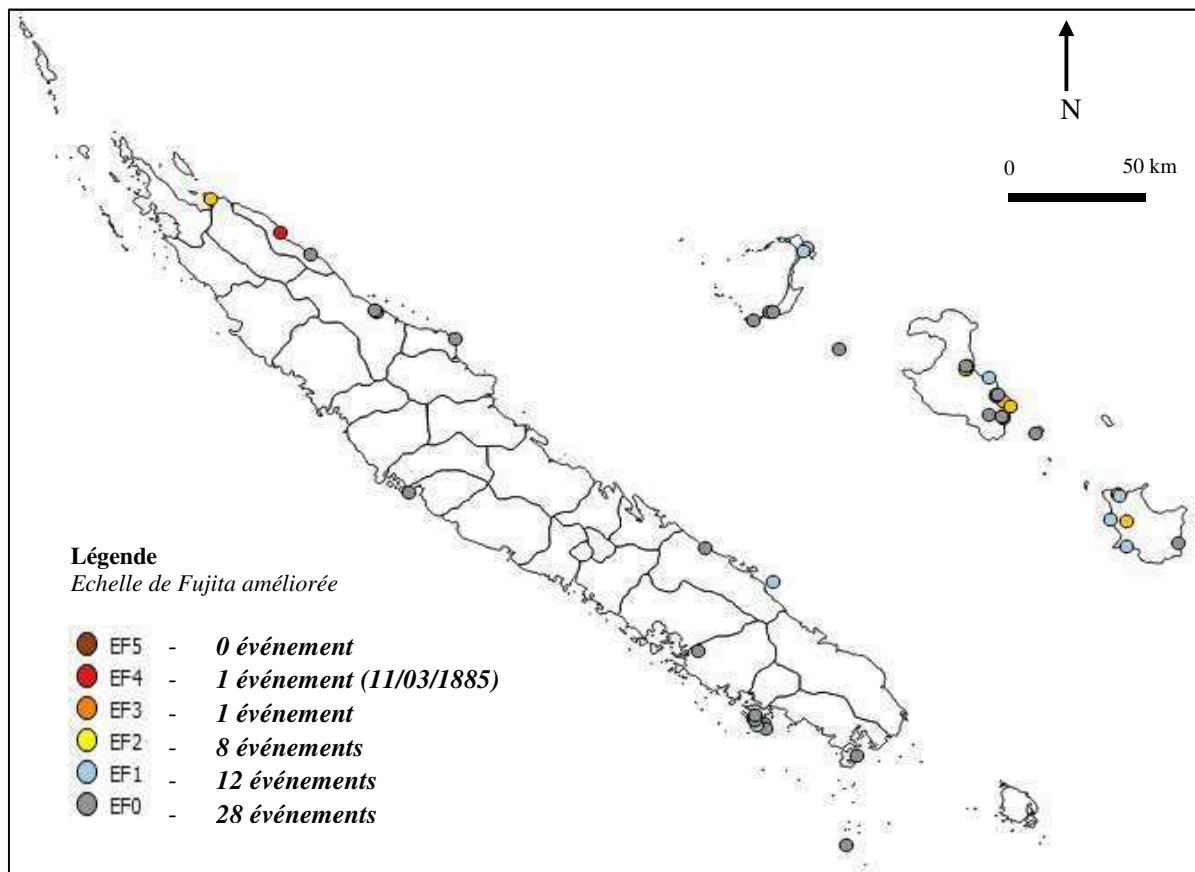 N
0 50 km
Légende
Echelle de Fujita améliorée
EF5 - 0 événement
EF4 - 1 événement (11/03/1885)
EF3 - 1 événement
EF2 - 8 événements
EF1 - 12 événements
EF0 - 28 événements